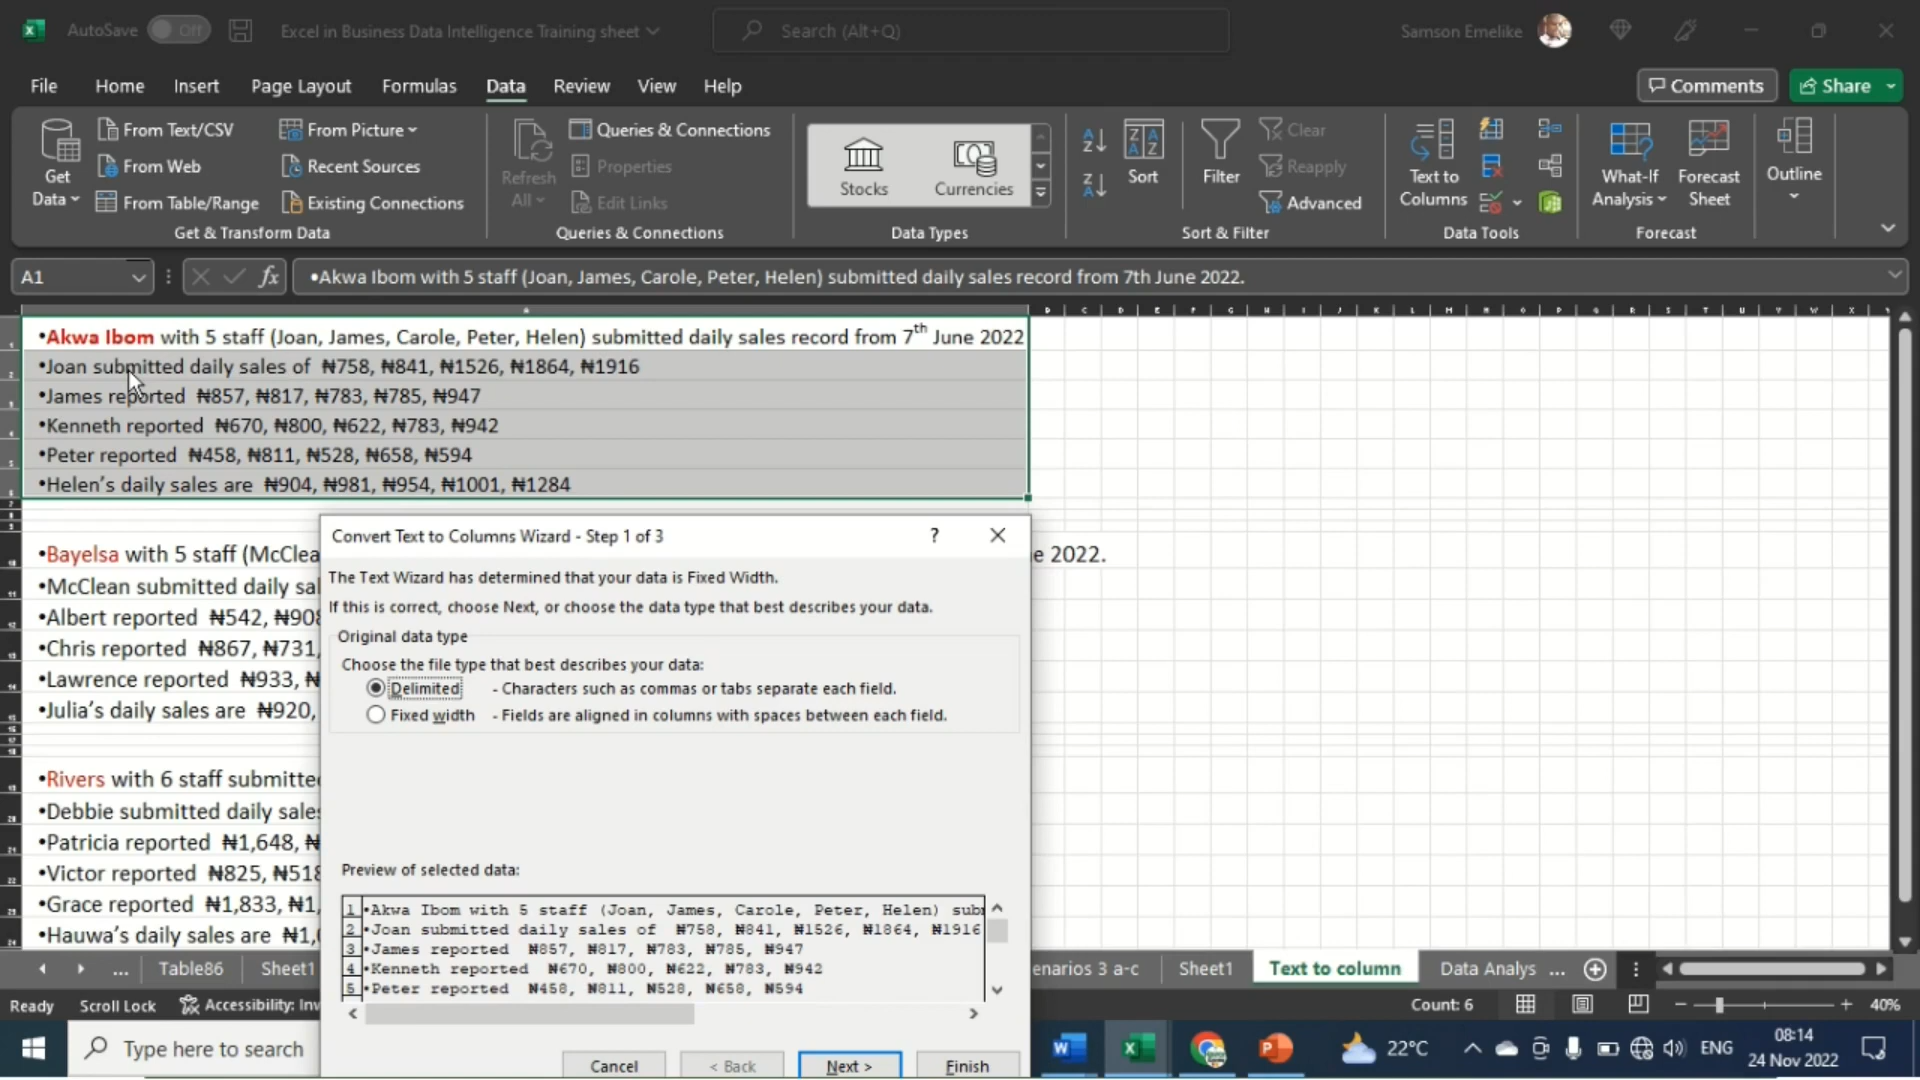 AutoSave Off Excel in Business Data Intelligence Training sheet Search (Alt+Q) Samson Emelike
File Home Insert Page Layout Formulas Data Review View Help Comments Share
Get Data
From Text/CSV
From Web
From Table/Range
From Picture
Recent Sources
Existing Connections
Get & Transform Data
Refresh All
Queries & Connections
Properties
Edit Links
Queries & Connections
Stocks
Currencies
Data Types
Sort
Filter
Clear
Reapply
Advanced
Sort & Filter
Text to Columns
Data Tools
What-If Analysis
Forecast Sheet
Forecast
Outline
A1 fx •Akwa Ibom with 5 staff (Joan, James, Carole, Peter, Helen) submitted daily sales record from 7th June 2022.
•Akwa Ibom with 5 staff (Joan, James, Carole, Peter, Helen) submitted daily sales record from 7th June 2022
•Joan submitted daily sales of ₦758, ₦841, ₦1526, ₦1864, ₦1916
•James reported ₦857, ₦817, ₦783, ₦785, ₦947
•Kenneth reported ₦670, ₦800, ₦622, ₦783, ₦942
•Peter reported ₦458, ₦811, ₦528, ₦658, ₦594
•Helen’s daily sales are ₦904, ₦981, ₦954, ₦1001, ₦1284
•Bayelsa with 5 staff (McClea e 2022.
•McClean submitted daily sal
•Albert reported ₦542, ₦908
•Chris reported ₦867, ₦731,
•Lawrence reported ₦933, ₦
•Julia’s daily sales are ₦920,
•Rivers with 6 staff submitte
•Debbie submitted daily sales
•Patricia reported ₦1,648, ₦
•Victor reported ₦825, ₦518
•Grace reported ₦1,833, ₦1,
•Hauwa’s daily sales are ₦1,
Convert Text to Columns Wizard - Step 1 of 3 ?
The Text Wizard has determined that your data is Fixed Width.
If this is correct, choose Next, or choose the data type that best describes your data.
Original data type
Choose the file type that best describes your data:
Delimited - Characters such as commas or tabs separate each field.
Fixed width - Fields are aligned in columns with spaces between each field.
Preview of selected data:
1 •Akwa Ibom with 5 staff (Joan, James, Carole, Peter, Helen) sub
2 •Joan submitted daily sales of ₦758, ₦841, ₦1526, ₦1864, ₦1916
3 •James reported ₦857, ₦817, ₦783, ₦785, ₦947
4 •Kenneth reported ₦670, ₦800, ₦622, ₦783, ₦942
5 •Peter reported ₦458, ₦811, ₦528, ₦658, ₦594
Cancel < Back Next > Finish
... Table86 Sheet1 enarios 3 a-c Sheet1 Text to column Data Analys ...
Ready Scroll Lock Accessibility: Inv Count: 6 40%
Type here to search 22°C ENG 08:14
24 Nov 2022